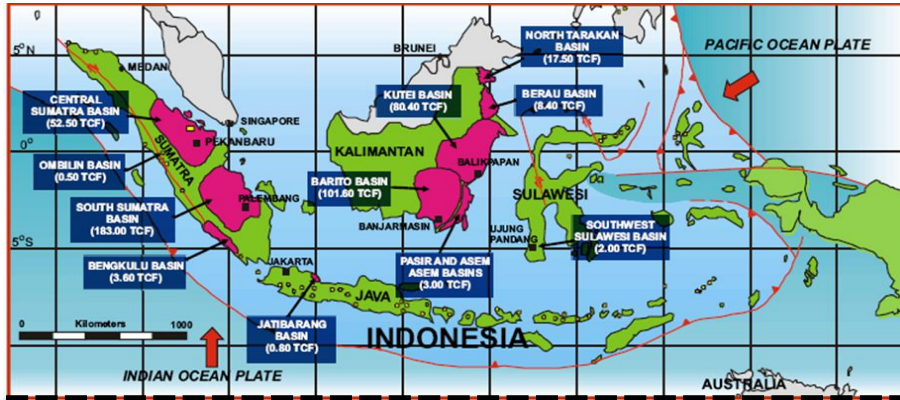 5°N
0°
5°S
MEDAN
CENTRAL
SUMATRA BASIN
(52.50 TCF)
SINGAPORE
PEKANBARU
SUMATRA
OMBILIN BASIN
(0.50 TCF)
SOUTH SUMATRA
BASIN
(183.00 TCF)
PALEMBANG
BENGKULU BASIN
(3.60 TCF)
JAKARTA
JAVA
JATIBARANG
BASIN
(0.80 TCF)
0 Kilometers 1000
INDIAN OCEAN PLATE
INDONESIA
BRUNEI
KUTEI BASIN
(80.40 TCF)
NORTH TARAKAN
BASIN
(17.50 TCF)
BERAU BASIN
(8.40 TCF)
PACIFIC OCEAN PLATE
KALIMANTAN
BALIKPAPAN
BARITO BASIN
(101.60 TCF)
BANJARMASIN
PASIR AND ASEM
ASEM BASINS
(3.00 TCF)
SULAWESI
UJUNG
PANDANG
SOUTHWEST
SULAWESI BASIN
(2.00 TCF)
AUSTRALIA